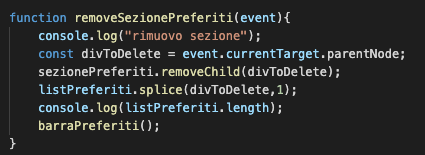 function removeSezionePreferiti(event){
    console.log("rimuovo sezione");
    const divToDelete = event.currentTarget.parentNode;
    sezionePreferiti.removeChild(divToDelete);
    listPreferiti.splice(divToDelete,1);
    console.log(listPreferiti.length);
    barraPreferiti();
}